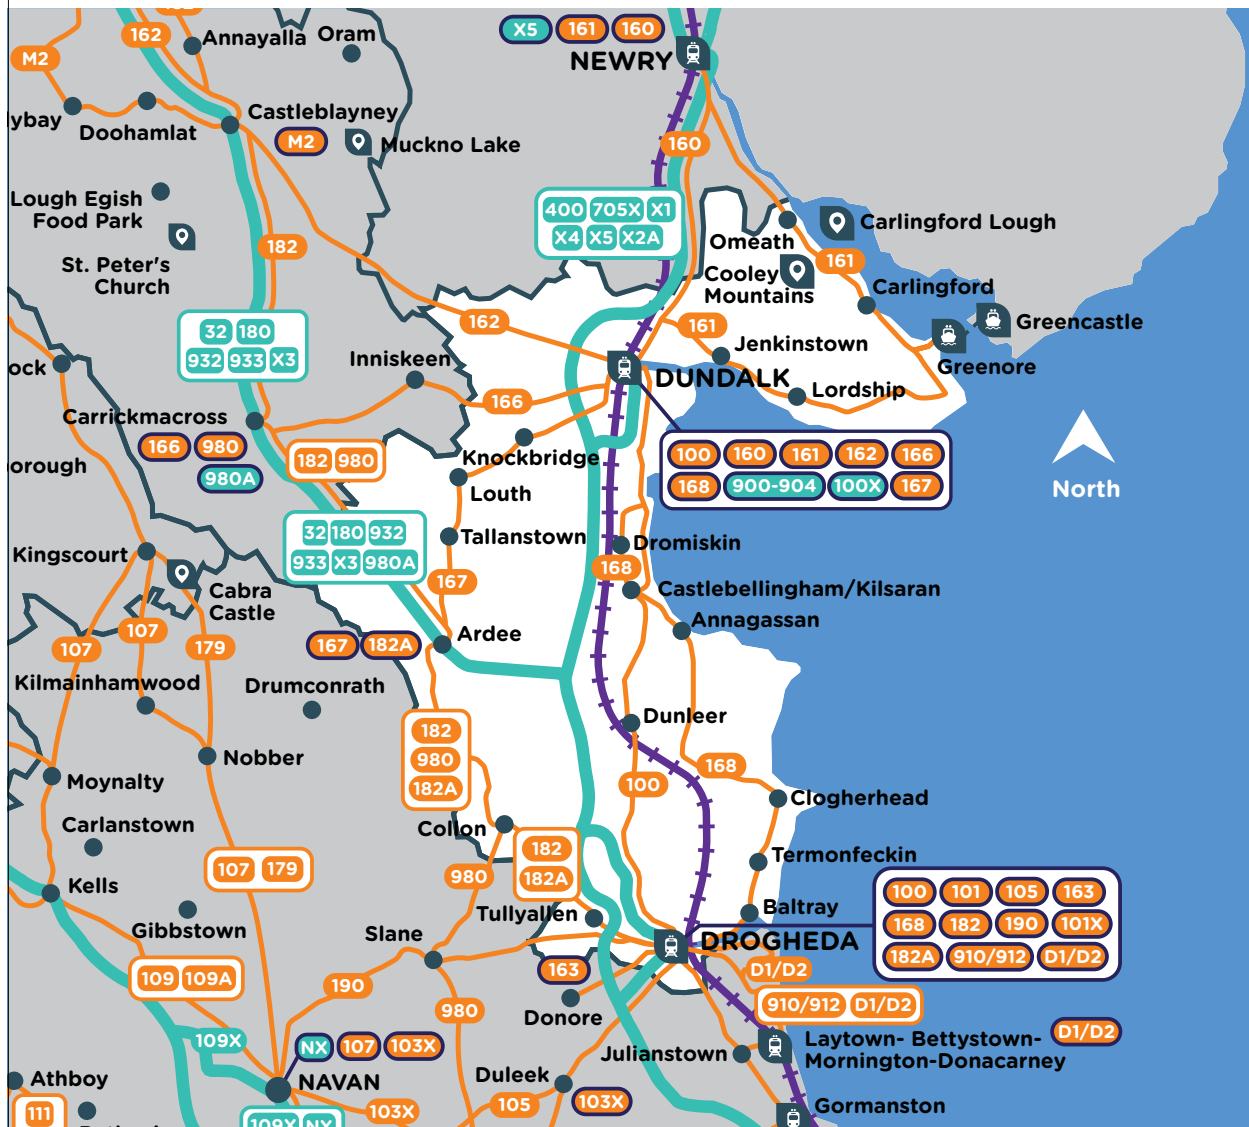 162
Annayalla
Oram
X5 161 160
NEWRY
M2
lybay
Doohamlat
Castleblayney
M2
Muckno Lake
160
Lough Egish
Food Park
St. Peter's
Church
182
400 705X X1
X4 X5 X2A
Omeath
Carlingford Lough
161
Cooley
Mountains
Carlingford
Greencastle
Greenore
32 180
932 933 X3
162
161
Jenkinstown
Inniskeen
ock
DUNDALK
Lordship
166
Carrickmacross
166 980
980A
182 980
Knockbridge
100 160 161 162 166
168 900-904 100X 167
North
orough
Louth
32 180 932
933 X3 980A
Tallanstown
Dromiskin
Kingscourt
168
167
Castlebellingham/Kilsaran
Cabra
Castle
Annagassan
107
107
179
167 182A
Ardee
Kilmainhamwood
Drumconrath
Dunleer
182
980
182A
Nobber
168
Moynalty
100
Clogherhead
Carlanstown
Collon
182
182A
Termonfeckin
107 179
980
Kells
100 101 105 163
168 182 190 101X
182A 910/912 D1/D2
Gibbstown
Tullyallen
Baltray
Slane
DROGHEDA
109 109A
163
D1/D2
190
910/912 D1/D2
980
Donore
D1/D2
109X
NX 107 103X
Julianstown
Laytown- Bettystown-
Mornington-Donacarney
Athboy
NAVAN
Duleek
103X
111
103X
105
Gormanston
109X NX